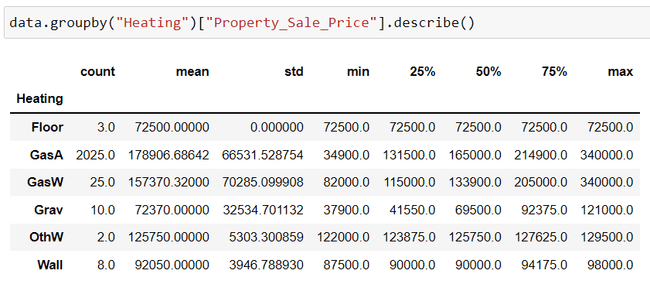 data.groupby("Heating")["Property_Sale_Price"].describe()
count mean std min 25% 50% 75% max
Heating
Floor 3.0 72500.00000 0.000000 72500.0 72500.0 72500.0 72500.0 72500.0
GasA 2025.0 178906.68642 66531.528754 34900.0 131500.0 165000.0 214900.0 340000.0
GasW 25.0 157370.32000 70285.099908 82000.0 115000.0 133900.0 205000.0 340000.0
Grav 10.0 72370.00000 32534.701132 37900.0 41550.0 69500.0 92375.0 121000.0
OthW 2.0 125750.00000 5303.300859 122000.0 123875.0 125750.0 127625.0 129500.0
Wall 8.0 92050.00000 3946.788930 87500.0 90000.0 90000.0 94175.0 98000.0